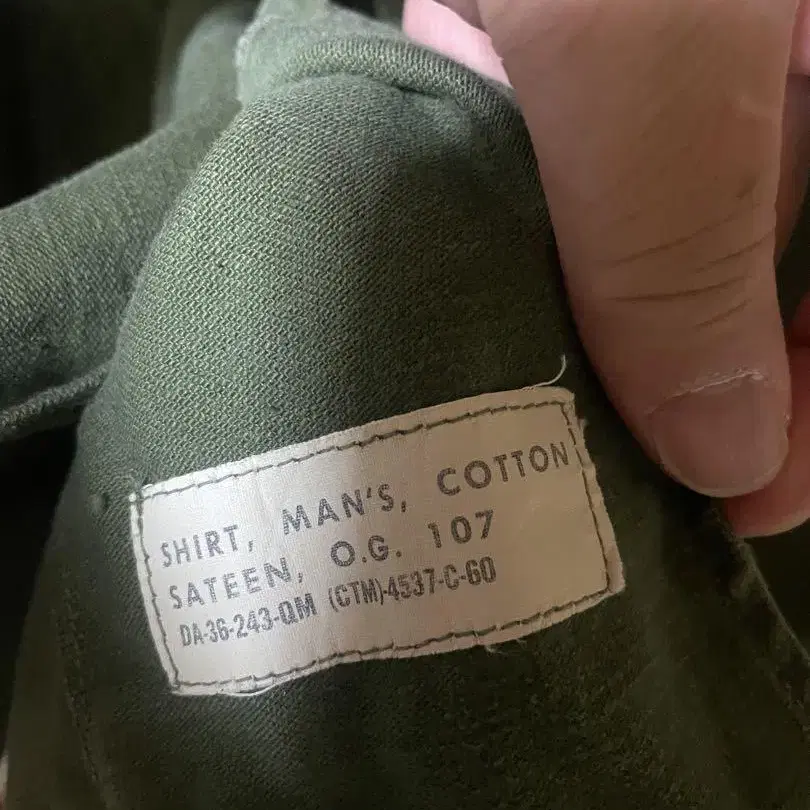 SHIRT, MAN'S, COTTON
SATEEN, O.G. 107
DA-36-243-QM (CTM)-4537-C-60